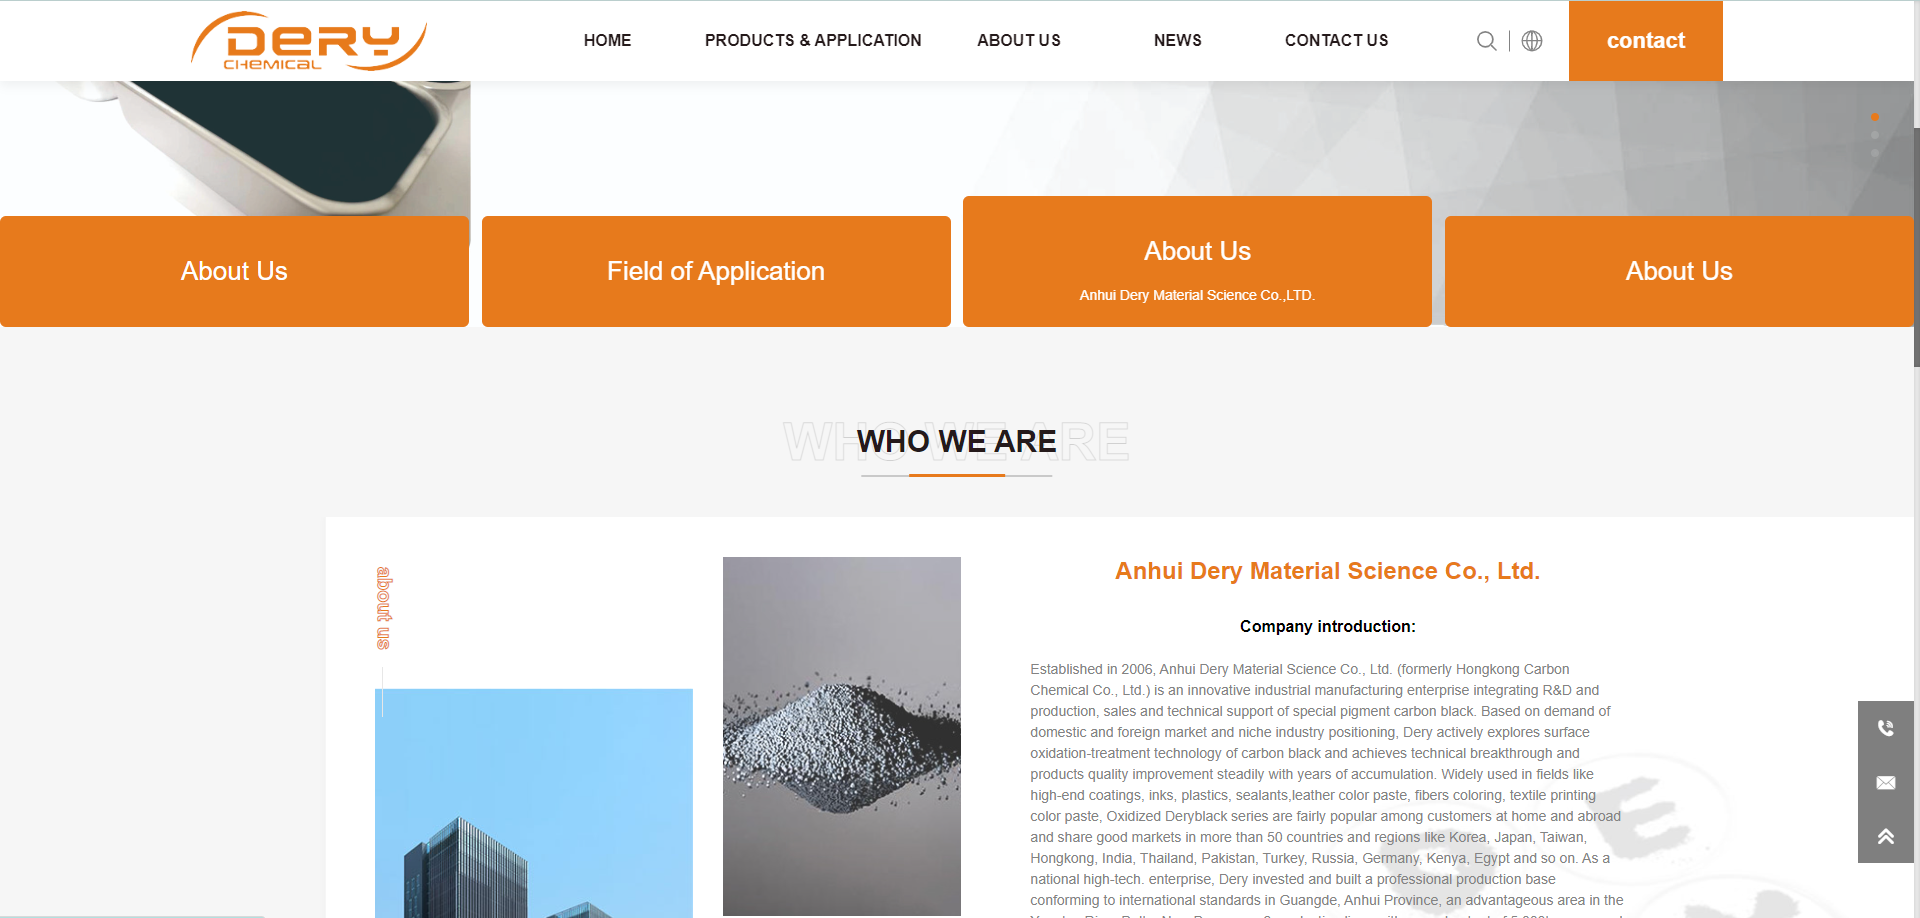 DERY
CHEMICAL
HOME
PRODUCTS & APPLICATION
ABOUT US
NEWS
CONTACT US
contact
About Us
Field of Application
About Us
Anhui Dery Material Science Co.,LTD.
About Us
WHO WE ARE
WHO WE ARE
about us
Anhui Dery Material Science Co., Ltd.
Company introduction:
Established in 2006, Anhui Dery Material Science Co., Ltd. (formerly Hongkong Carbon
Chemical Co., Ltd.) is an innovative industrial manufacturing enterprise integrating R&D and
production, sales and technical support of special pigment carbon black. Based on demand of
domestic and foreign market and niche industry positioning, Dery actively explores surface
oxidation-treatment technology of carbon black and achieves technical breakthrough and
products quality improvement steadily with years of accumulation. Widely used in fields like
high-end coatings, inks, plastics, sealants,leather color paste, fibers coloring, textile printing
color paste, Oxidized Deryblack series are fairly popular among customers at home and abroad
and share good markets in more than 50 countries and regions like Korea, Japan, Taiwan,
Hongkong, India, Thailand, Pakistan, Turkey, Russia, Germany, Kenya, Egypt and so on. As a
national high-tech. enterprise, Dery invested and built a professional production base
conforming to international standards in Guangde, Anhui Province, an advantageous area in the